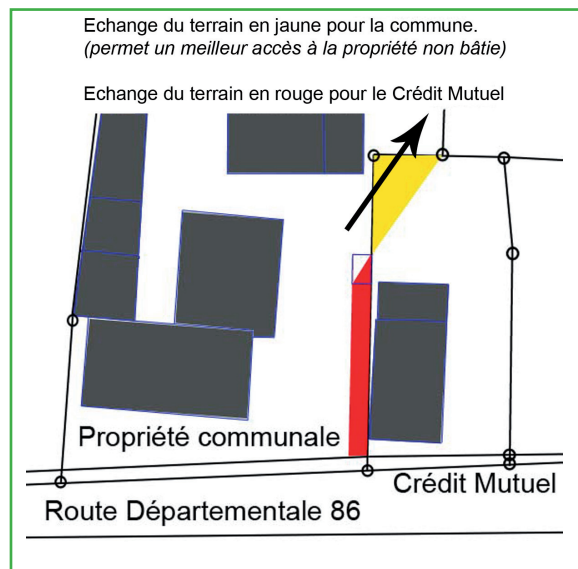 Echange du terrain en jaune pour la commune.
(permet un meilleur accès à la propriété non bâtie)
Echange du terrain en rouge pour le Crédit Mutuel
Propriété communale
Crédit Mutuel
Route Départementale 86